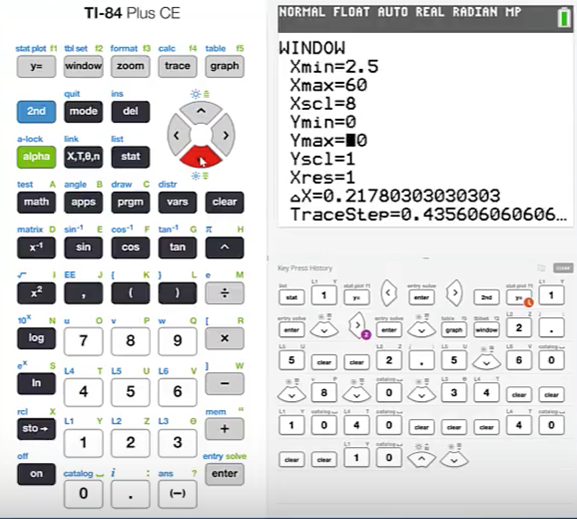 TI-84 Plus CE
stat plot f1 tbl set f2 format f3 calc f4 table f5
y= window zoom trace graph
quit ins
2nd mode del
a-lock link list
alpha X,T,θ,n stat
test A angle B draw C distr
math apps prgm vars clear
matrix D sin⁻¹ E cos⁻¹ F tan⁻¹ G π H
x⁻¹ sin cos tan ^
√ I EE J { K } L e M
x² , ( ) ÷
10ˣ N u O v P w Q [ R
log 7 8 9 ×
eˣ S L4 T L5 U L6 V ] W
ln 4 5 6 −
rcl X L1 Y L2 Z L3 θ mem "
sto→ 1 2 3 +
off catalog i : ans ? entry solve
on 0 . (−) enter
NORMAL FLOAT AUTO REAL RADIAN MP
WINDOW
Xmin=2.5
Xmax=60
Xscl=8
Ymin=0
Ymax=0
Yscl=1
Xres=1
△X=0.21780303030303
TraceStep=0.435606060606…
Key Press History
CLEAR
stat 1 y= enter 2nd y= 1
enter enter graph window 2 .
5 clear clear 2 . 5 6 0
8 0 3 4 clear clear
1 0 4 0 clear clear clear 4 0
clear clear 1 0